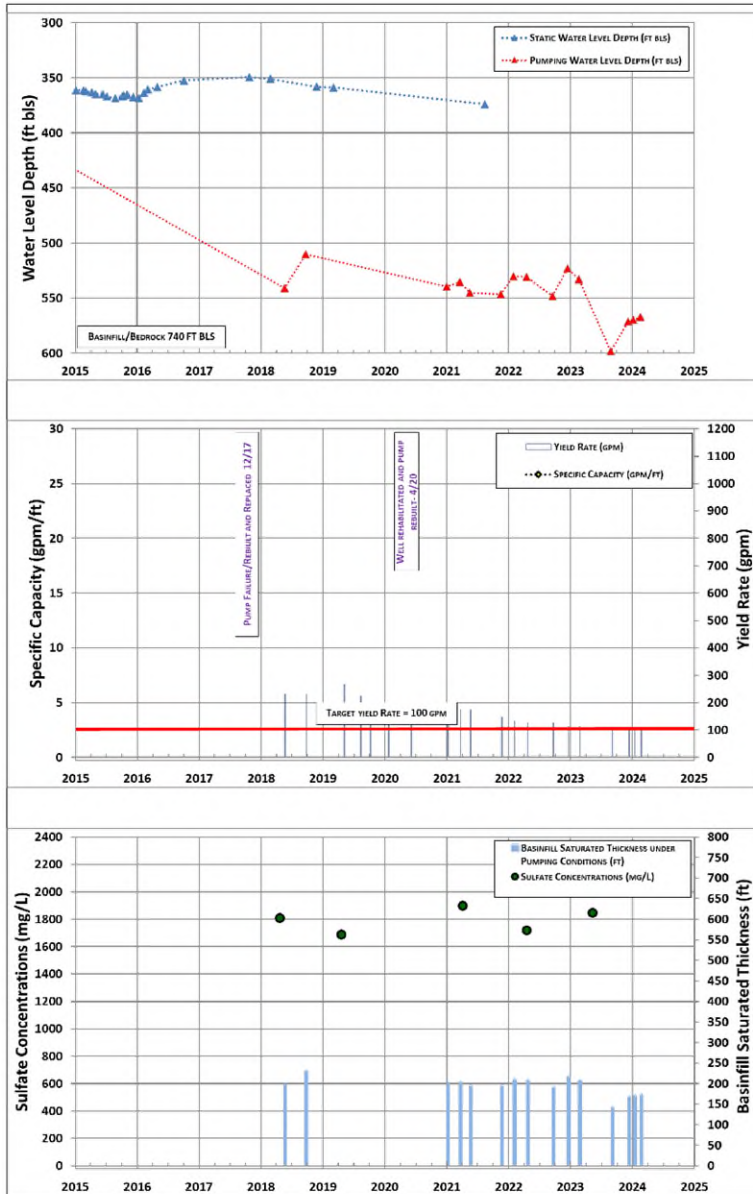 300
350
400
450
500
550
600
Water Level Depth (ft bls)
Static Water Level Depth (ft bls)
Pumping Water Level Depth (ft bls)
Basinfill/Bedrock 740 ft bls
2015 2016 2017 2018 2019 2020 2021 2022 2023 2024 2025
30
25
20
15
10
5
0
Specific Capacity (gpm/ft)
Pump Failure/Rebuilt and Replaced 12/17
Well rehabilitated and pump
rebuilt- 4/20
Yield Rate (gpm)
Specific Capacity (gpm/ft)
Target yield Rate = 100 gpm
1200
1100
1000
900
800
700
600
500
400
300
200
100
0
Yield Rate (gpm)
2015 2016 2017 2018 2019 2020 2021 2022 2023 2024 2025
2400
2200
2000
1800
1600
1400
1200
1000
800
600
400
200
0
Sulfate Concentrations (mg/L)
Basinfill Saturated Thickness under
Pumping Conditions (ft)
Sulfate Concentrations (mg/L)
800
750
700
650
600
550
500
450
400
350
300
250
200
150
100
50
0
Basinfill Saturated Thickness (ft)
2015 2016 2017 2018 2019 2020 2021 2022 2023 2024 2025